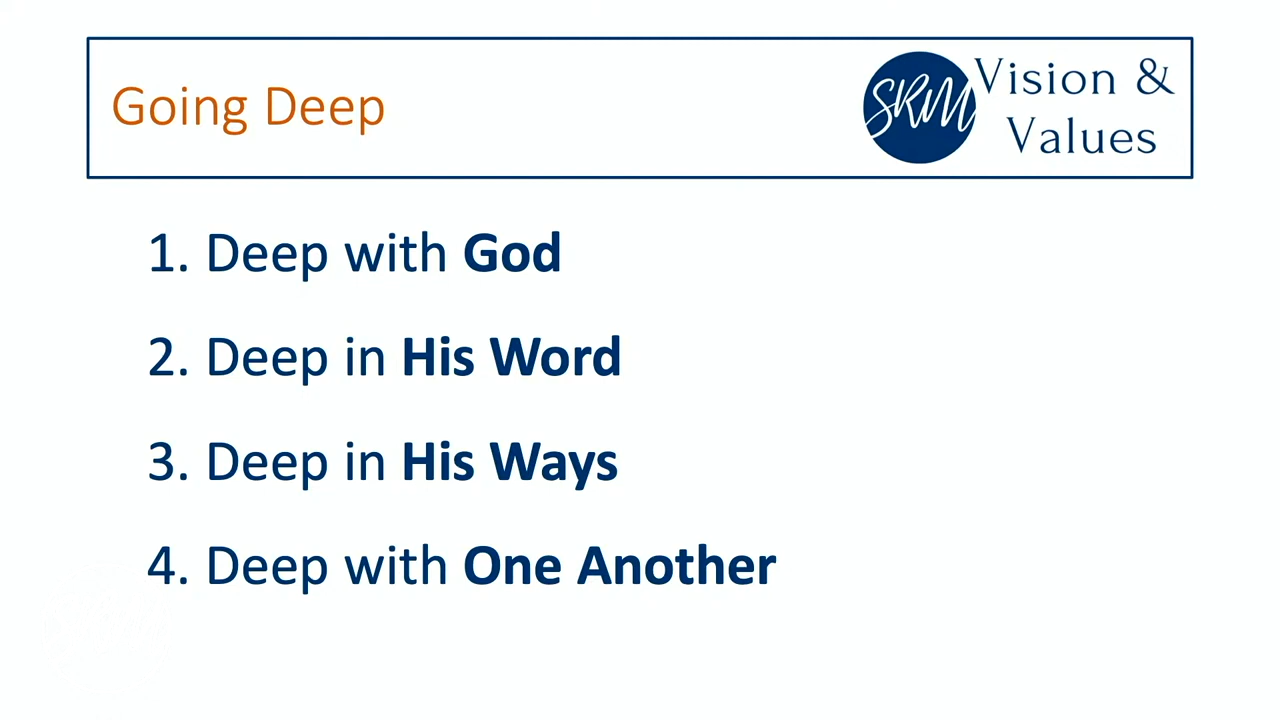 Going Deep
SRM
Vision &
Values
1. Deep with God
2. Deep in His Word
3. Deep in His Ways
4. Deep with One Another